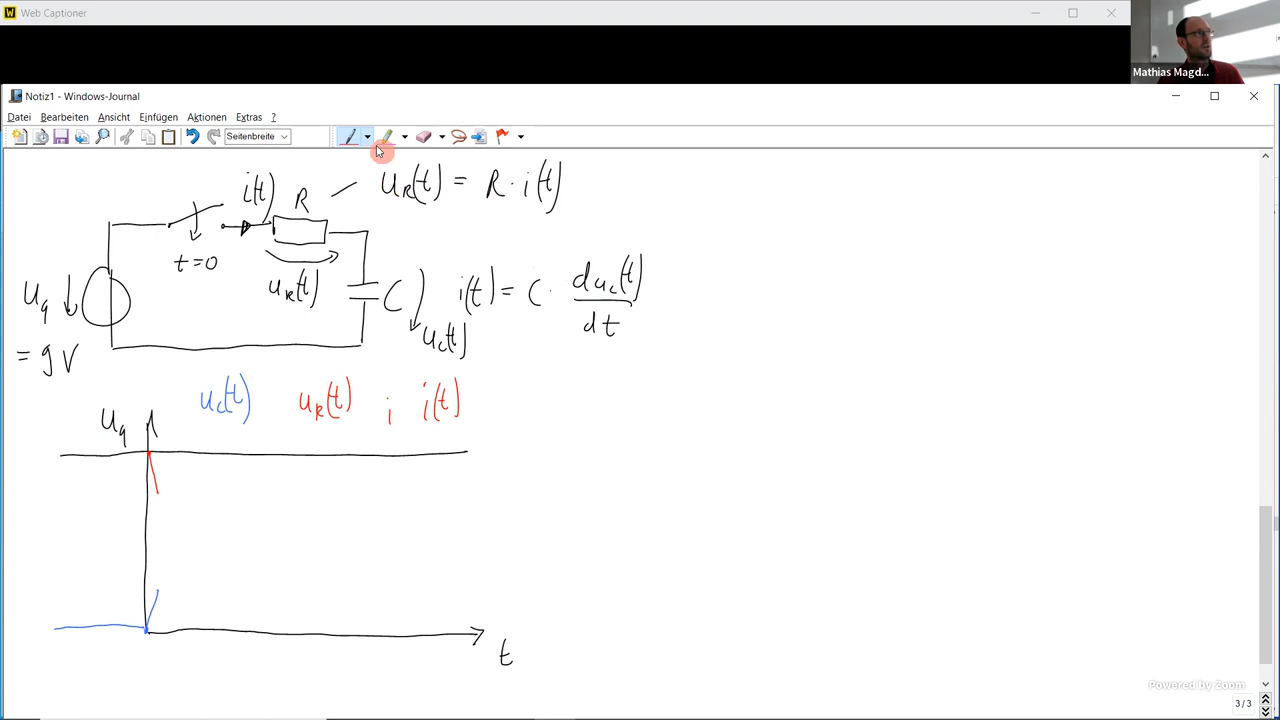 Web Captioner
Mathias Magd...
Notiz1 - Windows-Journal
Datei Bearbeiten Ansicht Einfügen Aktionen Extras ?
Seitenbreite
i(t) R u_R(t) = R · i(t)
t=0
u_R(t)
u_q C i(t) = C · du_c(t)/dt
u_c(t)
= 9V
u_c(t) u_R(t) i i(t)
u_q
t
Powered by Zoom
3 / 3